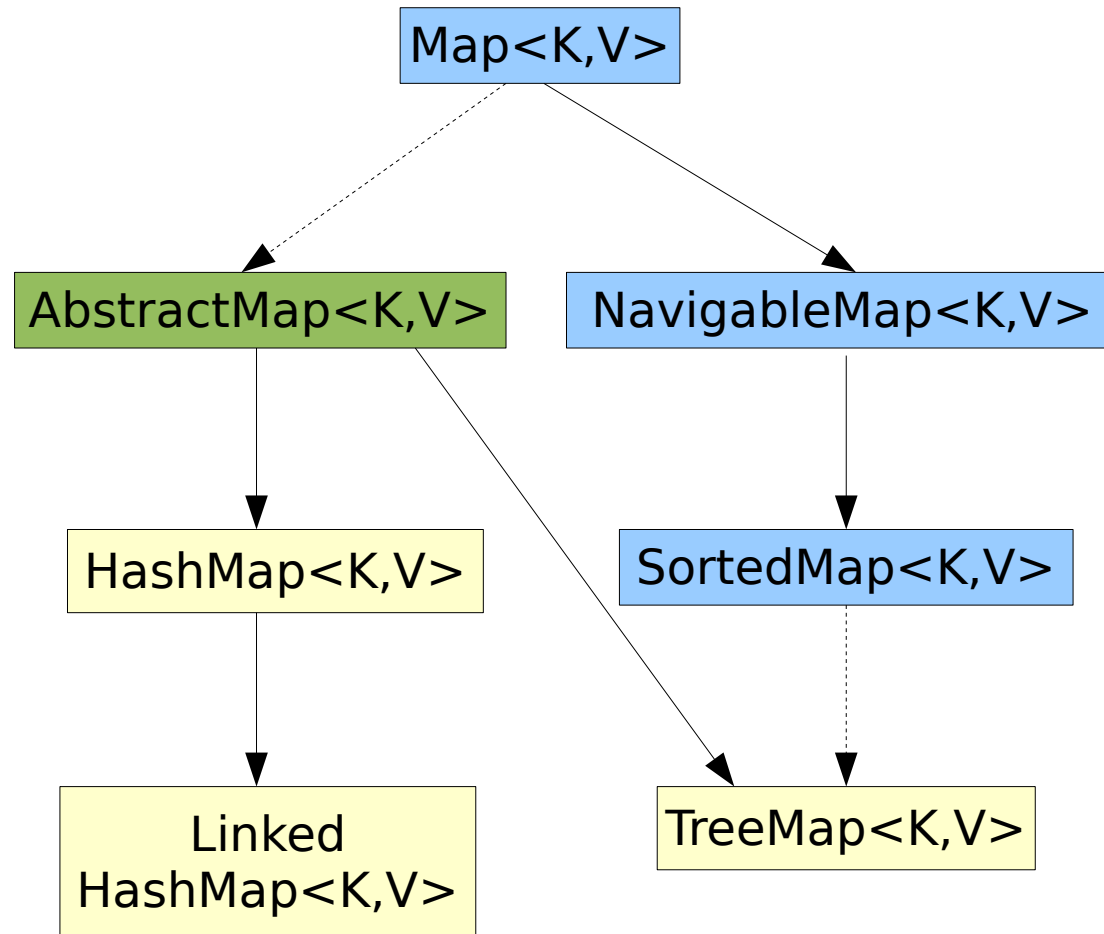 Map<K,V>
AbstractMap<K,V>
NavigableMap<K,V>
HashMap<K,V>
SortedMap<K,V>
Linked
HashMap<K,V>
TreeMap<K,V>